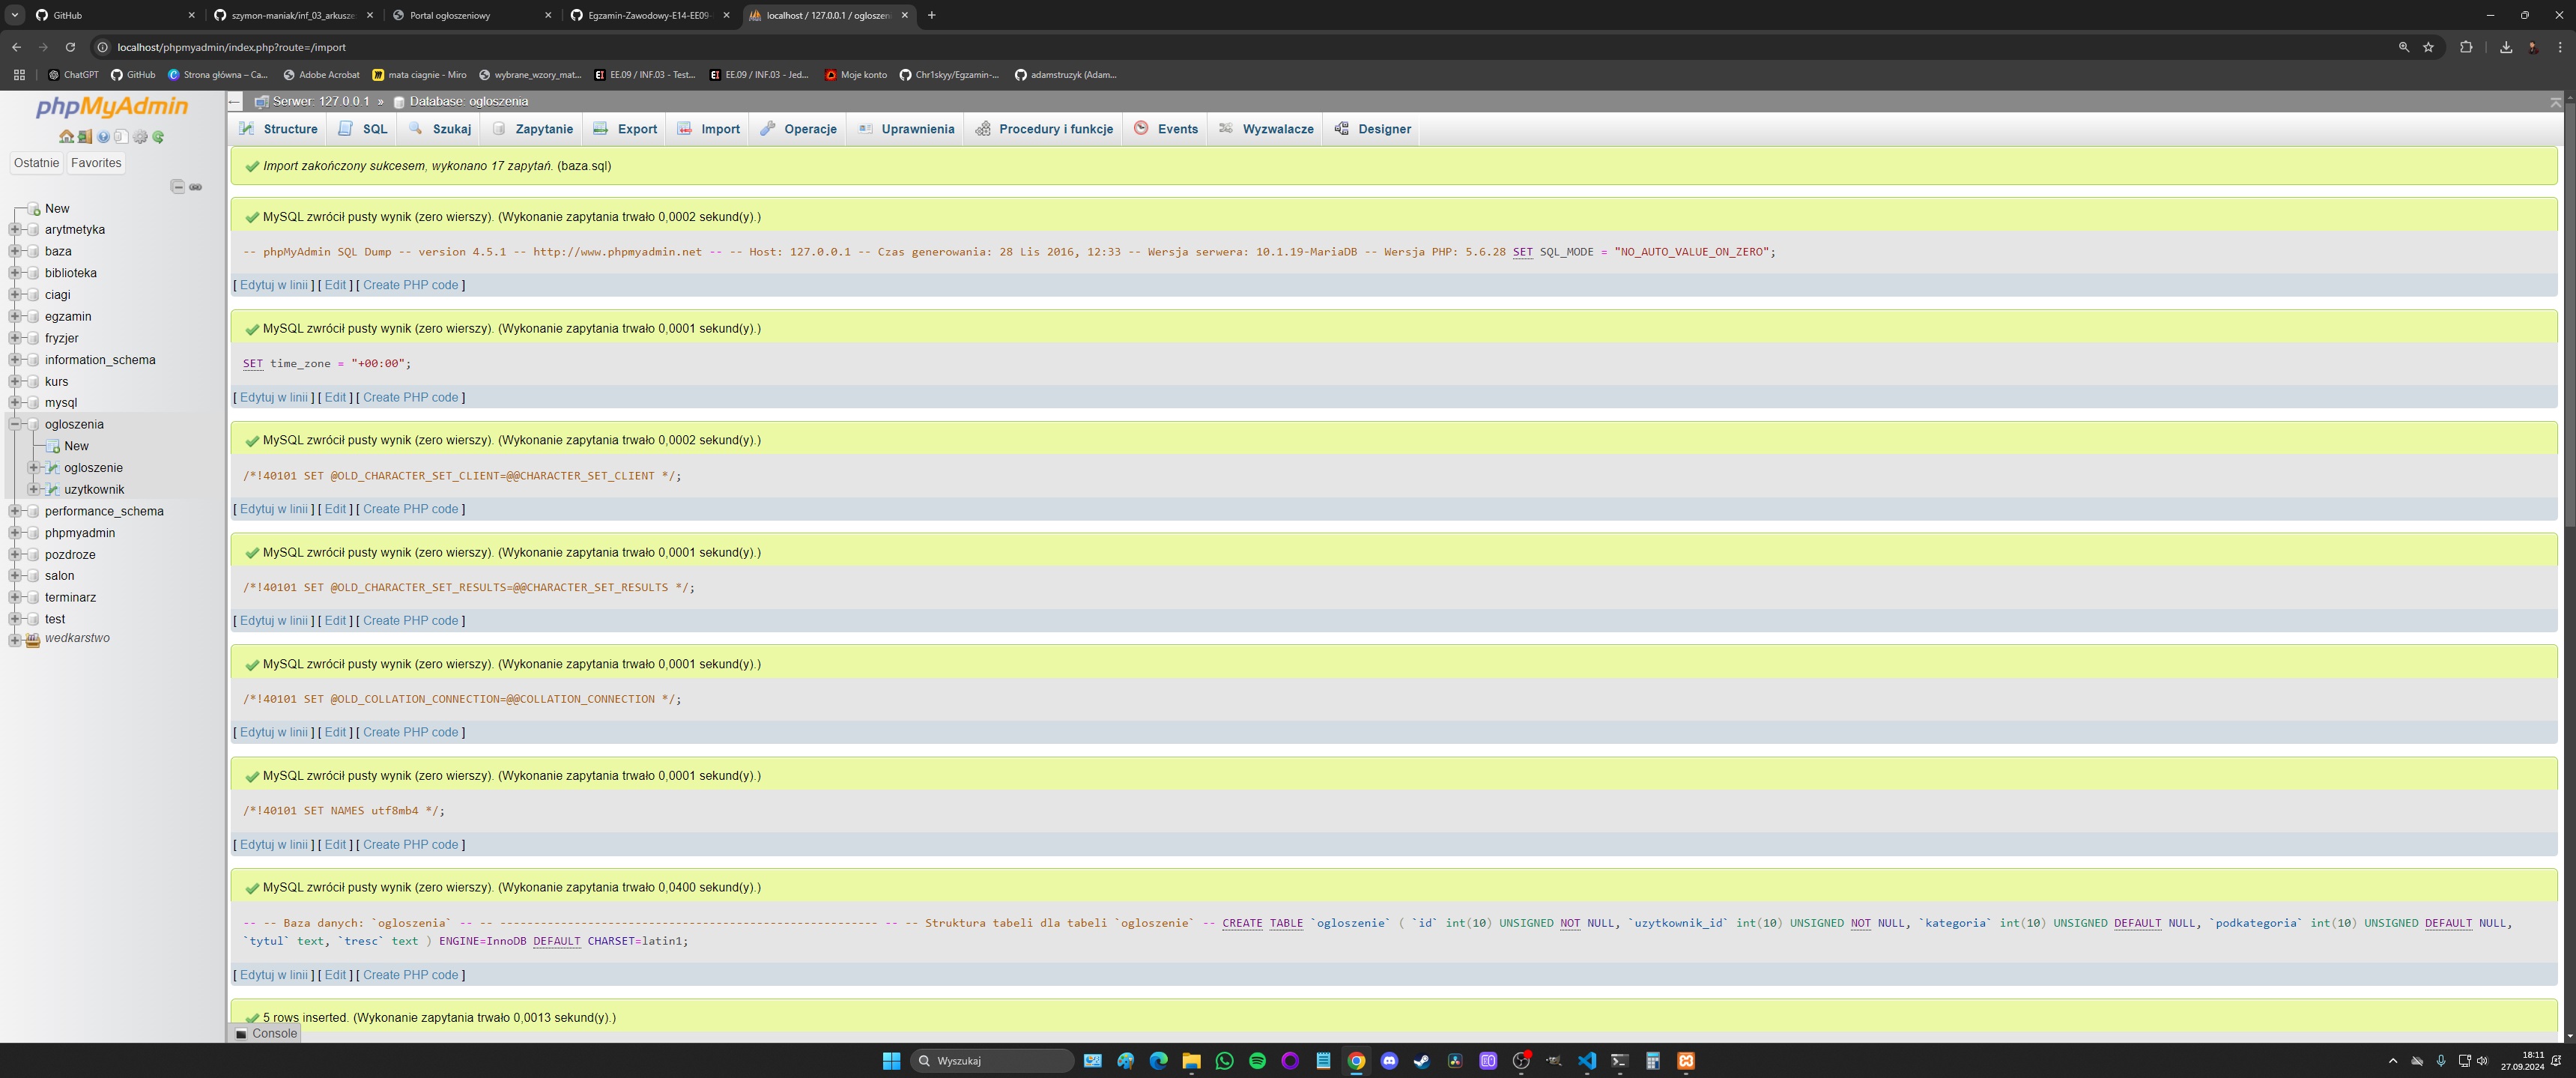 GitHub
szymon-maniak/inf_03_arkusze
Portal ogłoszeniowy
Egzamin-Zawodowy-E14-EE09-
localhost / 127.0.0.1 / ogloszen
localhost/phpmyadmin/index.php?route=/import
ChatGPT
GitHub
Strona główna – Ca...
Adobe Acrobat
mata ciagnie - Miro
wybrane_wzory_mat...
EE.09 / INF.03 - Test...
EE.09 / INF.03 - Jed...
Moje konto
Chr1skyy/Egzamin-...
adamstruzyk (Adam...
phpMyAdmin
Ostatnie
Favorites
New
arytmetyka
baza
biblioteka
ciagi
egzamin
fryzjer
information_schema
kurs
mysql
ogloszenia
New
ogloszenie
uzytkownik
performance_schema
phpmyadmin
pozdroze
salon
terminarz
test
wedkarstwo
Serwer: 127.0.0.1 » Database: ogloszenia
Structure
SQL
Szukaj
Zapytanie
Export
Import
Operacje
Uprawnienia
Procedury i funkcje
Events
Wyzwalacze
Designer
Import zakończony sukcesem, wykonano 17 zapytań. (baza.sql)
MySQL zwrócił pusty wynik (zero wierszy). (Wykonanie zapytania trwało 0,0002 sekund(y).)
-- phpMyAdmin SQL Dump -- version 4.5.1 -- http://www.phpmyadmin.net -- -- Host: 127.0.0.1 -- Czas generowania: 28 Lis 2016, 12:33 -- Wersja serwera: 10.1.19-MariaDB -- Wersja PHP: 5.6.28 SET SQL_MODE = "NO_AUTO_VALUE_ON_ZERO";
[ Edytuj w linii ] [ Edit ] [ Create PHP code ]
MySQL zwrócił pusty wynik (zero wierszy). (Wykonanie zapytania trwało 0,0001 sekund(y).)
SET time_zone = "+00:00";
[ Edytuj w linii ] [ Edit ] [ Create PHP code ]
MySQL zwrócił pusty wynik (zero wierszy). (Wykonanie zapytania trwało 0,0002 sekund(y).)
/*!40101 SET @OLD_CHARACTER_SET_CLIENT=@@CHARACTER_SET_CLIENT */;
[ Edytuj w linii ] [ Edit ] [ Create PHP code ]
MySQL zwrócił pusty wynik (zero wierszy). (Wykonanie zapytania trwało 0,0001 sekund(y).)
/*!40101 SET @OLD_CHARACTER_SET_RESULTS=@@CHARACTER_SET_RESULTS */;
[ Edytuj w linii ] [ Edit ] [ Create PHP code ]
MySQL zwrócił pusty wynik (zero wierszy). (Wykonanie zapytania trwało 0,0001 sekund(y).)
/*!40101 SET @OLD_COLLATION_CONNECTION=@@COLLATION_CONNECTION */;
[ Edytuj w linii ] [ Edit ] [ Create PHP code ]
MySQL zwrócił pusty wynik (zero wierszy). (Wykonanie zapytania trwało 0,0001 sekund(y).)
/*!40101 SET NAMES utf8mb4 */;
[ Edytuj w linii ] [ Edit ] [ Create PHP code ]
MySQL zwrócił pusty wynik (zero wierszy). (Wykonanie zapytania trwało 0,0400 sekund(y).)
-- -- Baza danych: `ogloszenia` -- -- -------------------------------------------------------- -- -- Struktura tabeli dla tabeli `ogloszenie` -- CREATE TABLE `ogloszenie` ( `id` int(10) UNSIGNED NOT NULL, `uzytkownik_id` int(10) UNSIGNED NOT NULL, `kategoria` int(10) UNSIGNED DEFAULT NULL, `podkategoria` int(10) UNSIGNED DEFAULT NULL,
`tytul` text, `tresc` text ) ENGINE=InnoDB DEFAULT CHARSET=latin1;
[ Edytuj w linii ] [ Edit ] [ Create PHP code ]
5 rows inserted. (Wykonanie zapytania trwało 0,0013 sekund(y).)
Console
Wyszukaj
18:11
27.09.2024